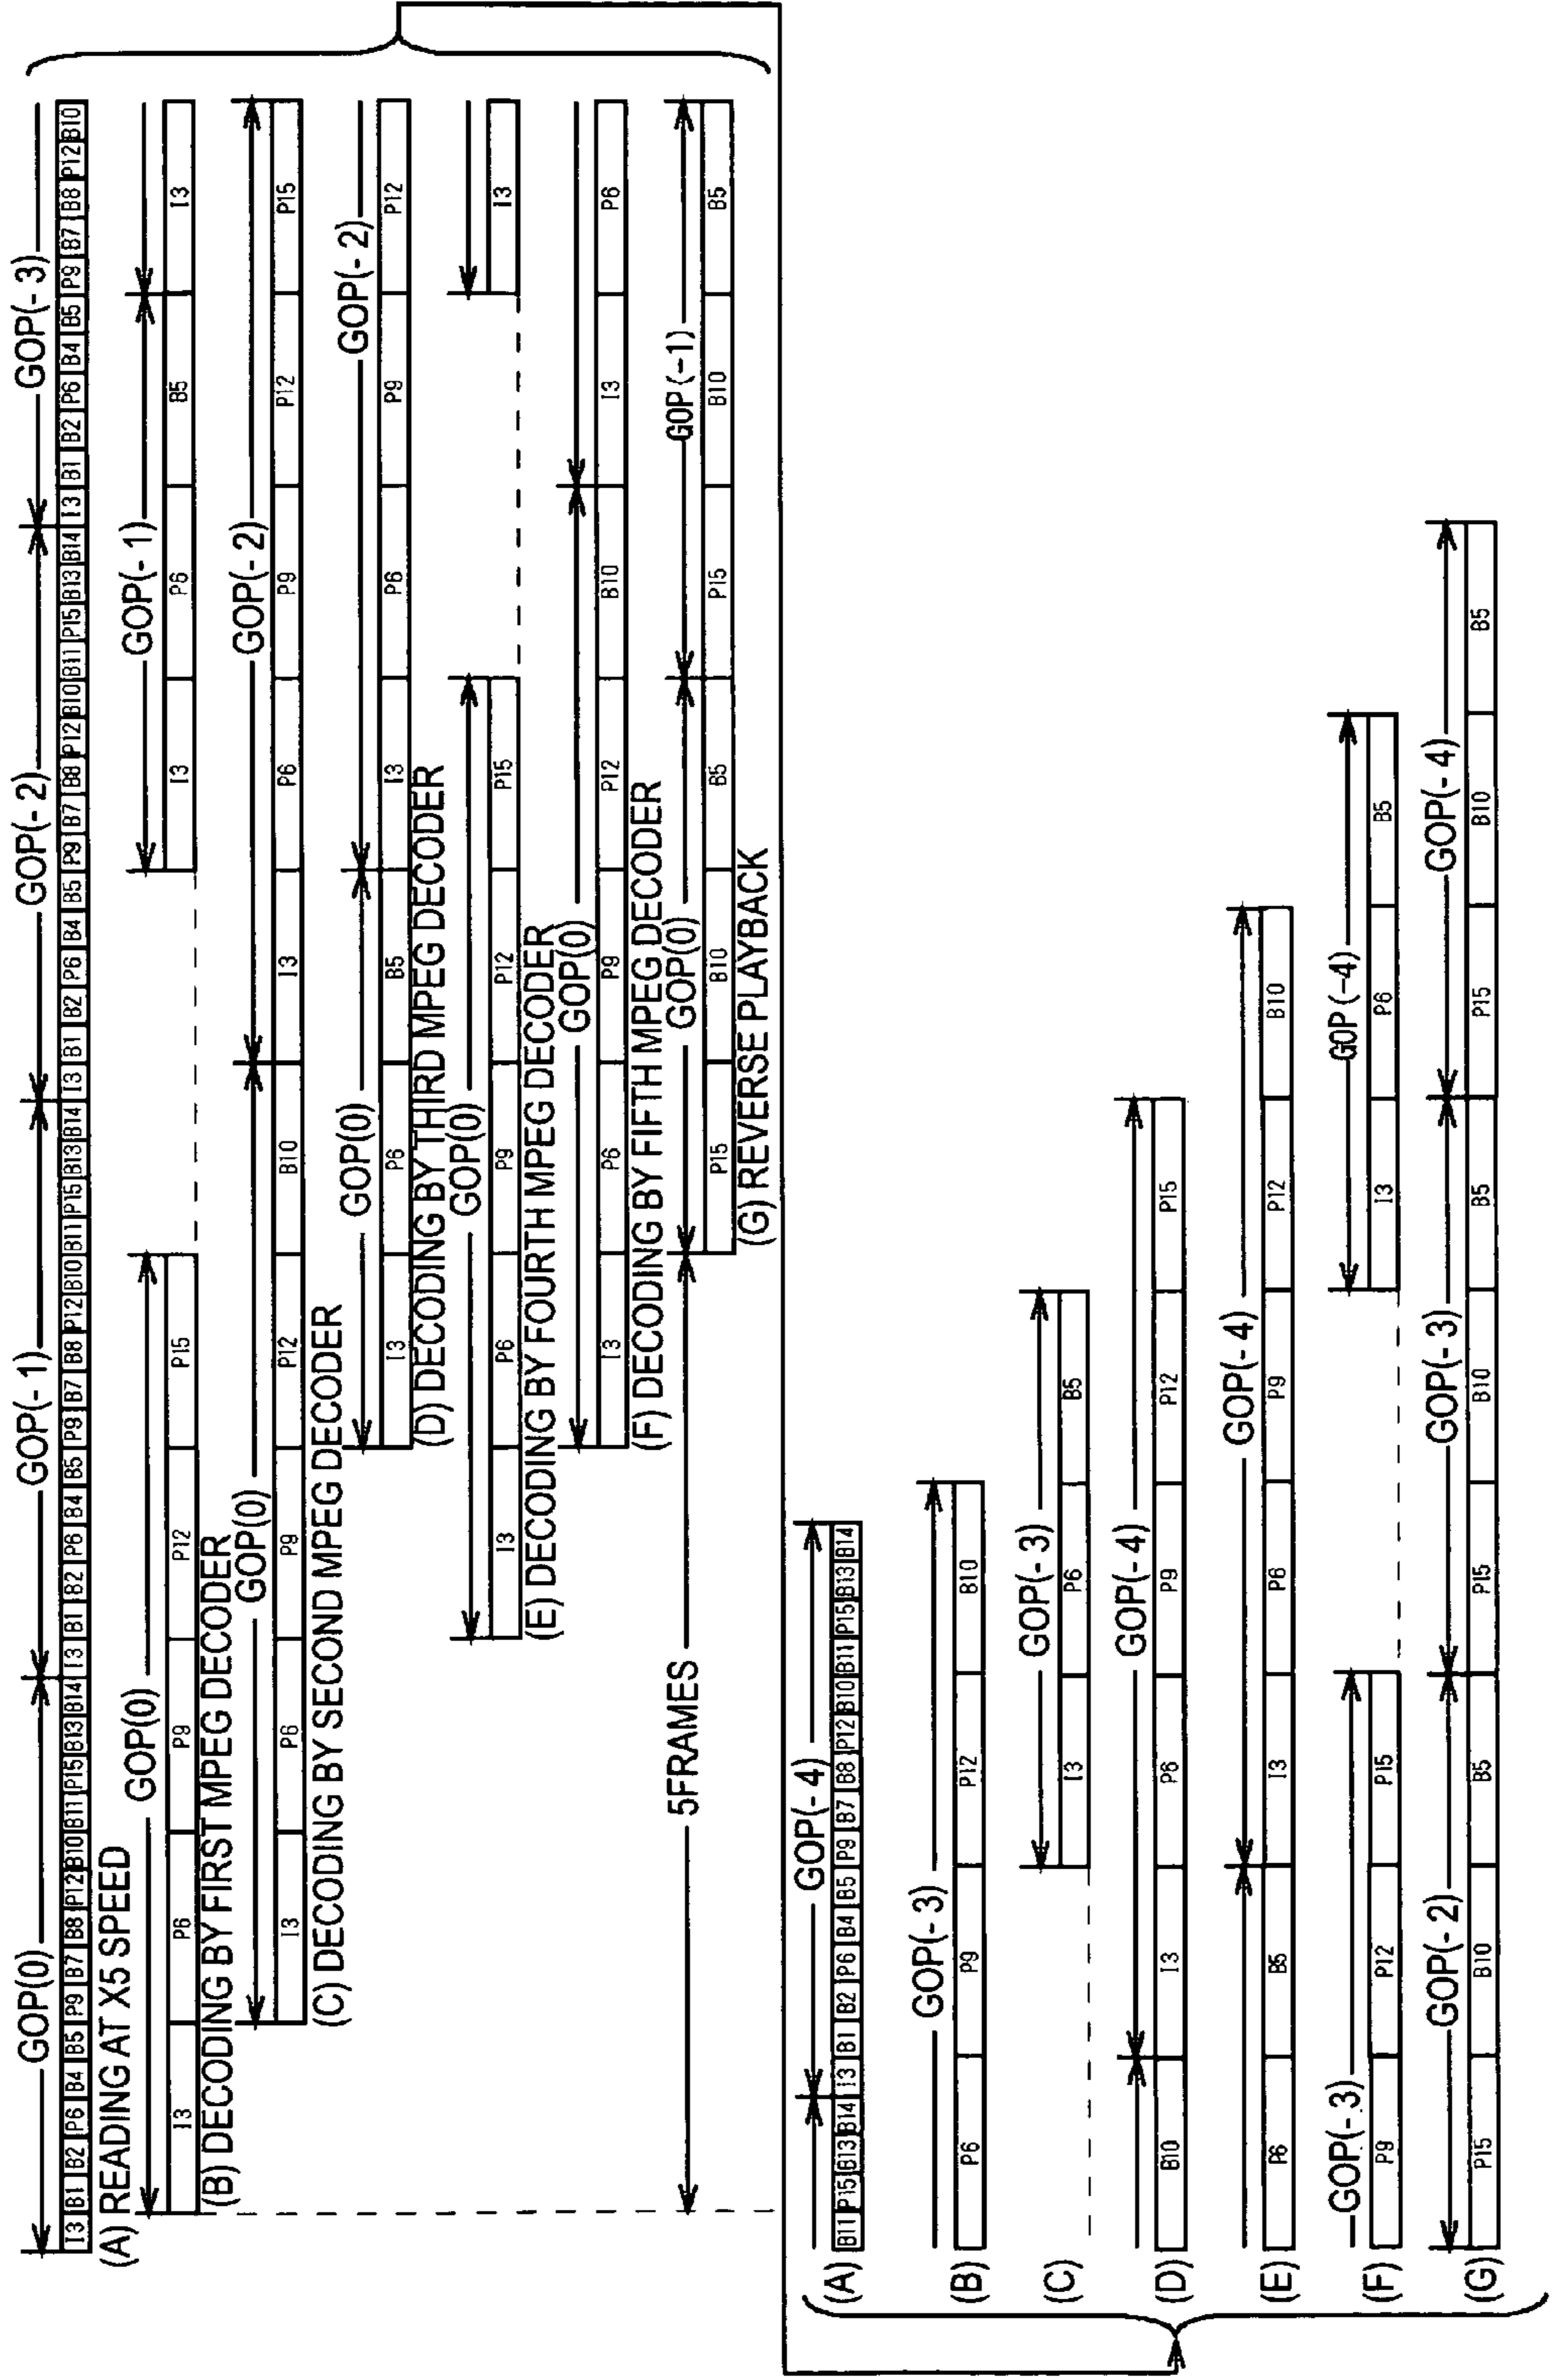 GOP(0) GOP(-1) GOP(-2) GOP(-3)
I3 B1 B2 P6 B4 B5 P9 B7 B8 P12 B10 B11 P15 B13 B14 I3 B1 B2 P6 B4 B5 P9 B7 B8 P12 B10 B11 P15 B13 B14 I3 B1 B2 P6 B4 B5 P9 B7 B8 P12 B10 B11 P15 B13 B14 I3 B1 B2 P6 B4 B5 P9 B7 B8 P12 B10
(A) READING AT X5 SPEED
GOP(0) GOP(-1)
I3 P6 P9 P12 P15 I3 P6 B5 I3
(B) DECODING BY FIRST MPEG DECODER
GOP(0) GOP(-2)
I3 P6 P9 P12 B10 I3 P6 P9 P12 P15
(C) DECODING BY SECOND MPEG DECODER
GOP(0) GOP(-2)
I3 P6 B5 I3 P6 P9 P12
(D) DECODING BY THIRD MPEG DECODER
GOP(0)
I3 P6 P9 P12 P15 I3
(E) DECODING BY FOURTH MPEG DECODER
GOP(0)
I3 P6 P9 P12 B10 I3 P6
(F) DECODING BY FIFTH MPEG DECODER
5FRAMES GOP(0) GOP(-1)
P15 B10 B5 P15 B10 B5
(G) REVERSE PLAYBACK
GOP(-4)
(A) B11 P15 B13 B14 I3 B1 B2 P6 B4 B5 P9 B7 B8 P12 B10 B11 P15 B13 B14
GOP(-3)
(B) P6 P9 P12 B10
GOP(-3)
(C) I3 P6 B5
GOP(-4)
(D) B10 I3 P6 P9 P12 P15
GOP(-4)
(E) P6 B5 I3 P6 P9 P12 B10
GOP(-3) GOP(-4)
(F) P9 P12 P15 I3 P6 B5
GOP(-2) GOP(-3) GOP(-4)
(G) P15 B10 B5 P15 B10 B5 P15 B10 B5